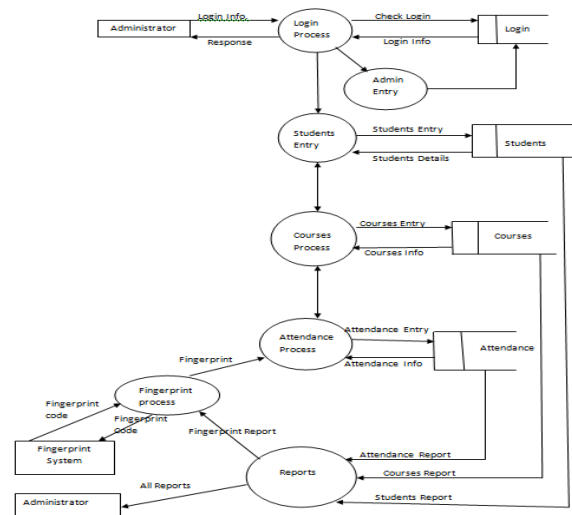 Login Info.
Check Login
Administrator
Login
Process
Login
Response
Login Info
Admin
Entry
Students
Entry
Students Entry
Students
Students Details
Courses
Process
Courses Entry
Courses
Courses Info
Attendance
Process
Attendance Entry
Attendance
Attendance Info
Fingerprint
Fingerprint
process
Fingerprint
code
Fingerprint
Code
Fingerprint Report
Fingerprint
System
Attendance Report
Reports
Courses Report
All Reports
Students Report
Administrator